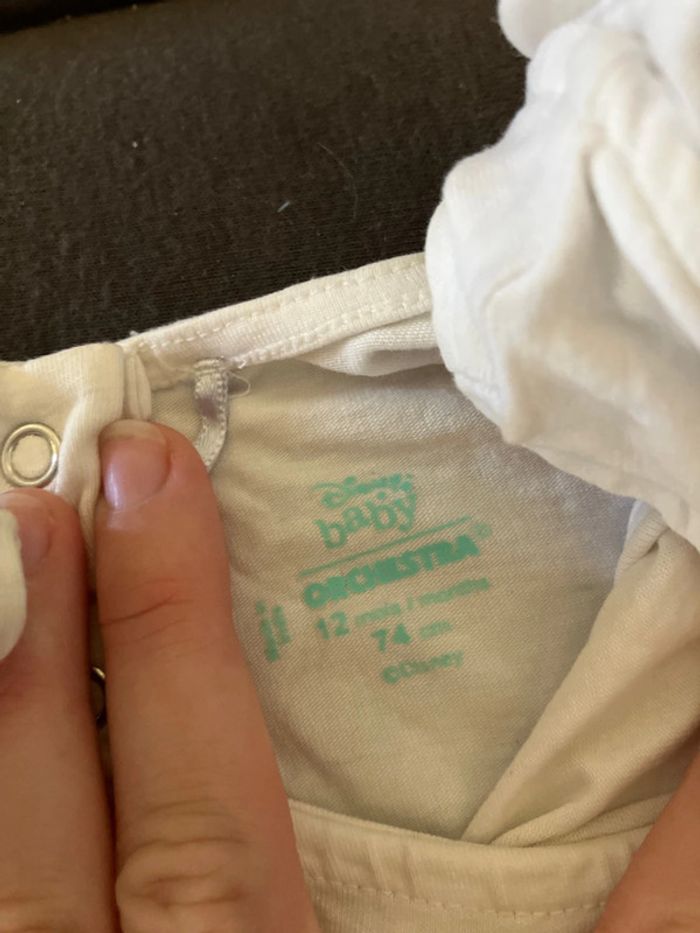 Disney
baby
ORCHESTRA
12 mois / months
74 cm
©Disney